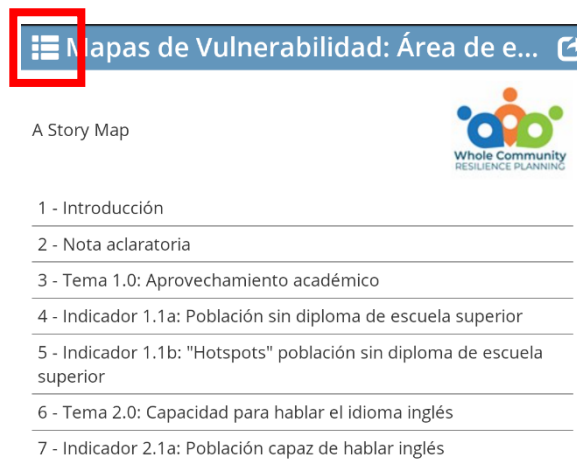 Mapas de Vulnerabilidad: Área de e...
A Story Map
Whole Community
RESILIENCE PLANNING
1 - Introducción
2 - Nota aclaratoria
3 - Tema 1.0: Aprovechamiento académico
4 - Indicador 1.1a: Población sin diploma de escuela superior
5 - Indicador 1.1b: "Hotspots" población sin diploma de escuela
superior
6 - Tema 2.0: Capacidad para hablar el idioma inglés
7 - Indicador 2.1a: Población capaz de hablar inglés